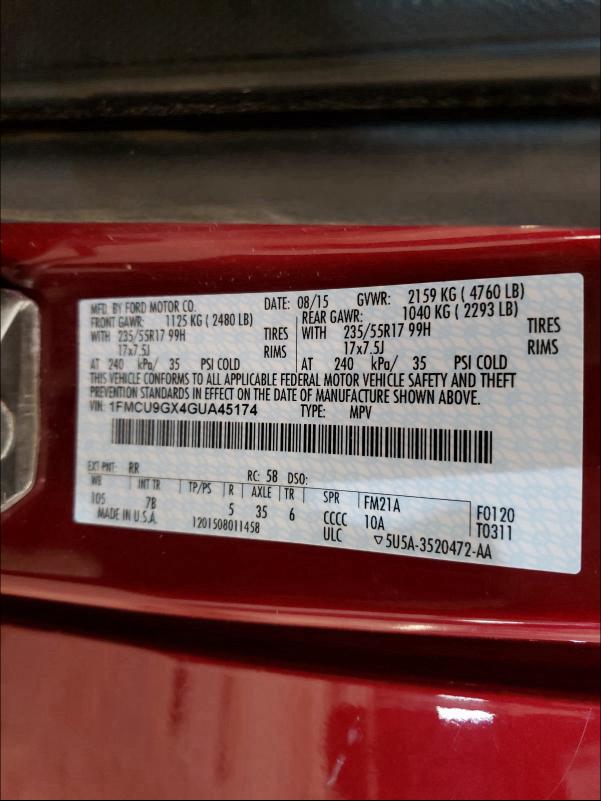 MFD. BY FORD MOTOR CO. DATE: 08/15 GVWR: 2159 KG ( 4760 LB)
FRONT GAWR: 1125 KG ( 2480 LB) REAR GAWR: 1040 KG ( 2293 LB)
WITH 235/55R17 99H TIRES WITH 235/55R17 99H TIRES
17x7.5J RIMS 17x7.5J RIMS
AT 240 kPa/ 35 PSI COLD AT 240 kPa/ 35 PSI COLD
THIS VEHICLE CONFORMS TO ALL APPLICABLE FEDERAL MOTOR VEHICLE SAFETY AND THEFT
PREVENTION STANDARDS IN EFFECT ON THE DATE OF MANUFACTURE SHOWN ABOVE.
VIN: 1FMCU9GX4GUA45174 TYPE: MPV
EXT PNT: RR RC: 58 DSO:
WB INT TR TP/PS R AXLE TR SPR FM21A F0120
105 7B 5 35 6 CCCC 10A T0311
MADE IN U.S.A. 1201508011458 ULC ▽5U5A-3520472-AA